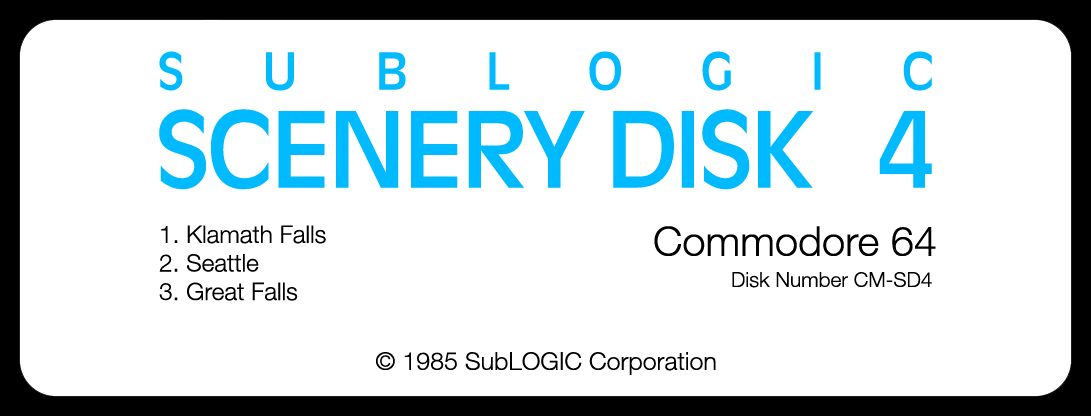 SUBLOGIC
SCENERY DISK 4
1. Klamath Falls
2. Seattle
3. Great Falls
Commodore 64
Disk Number CM-SD4
© 1985 SubLOGIC Corporation